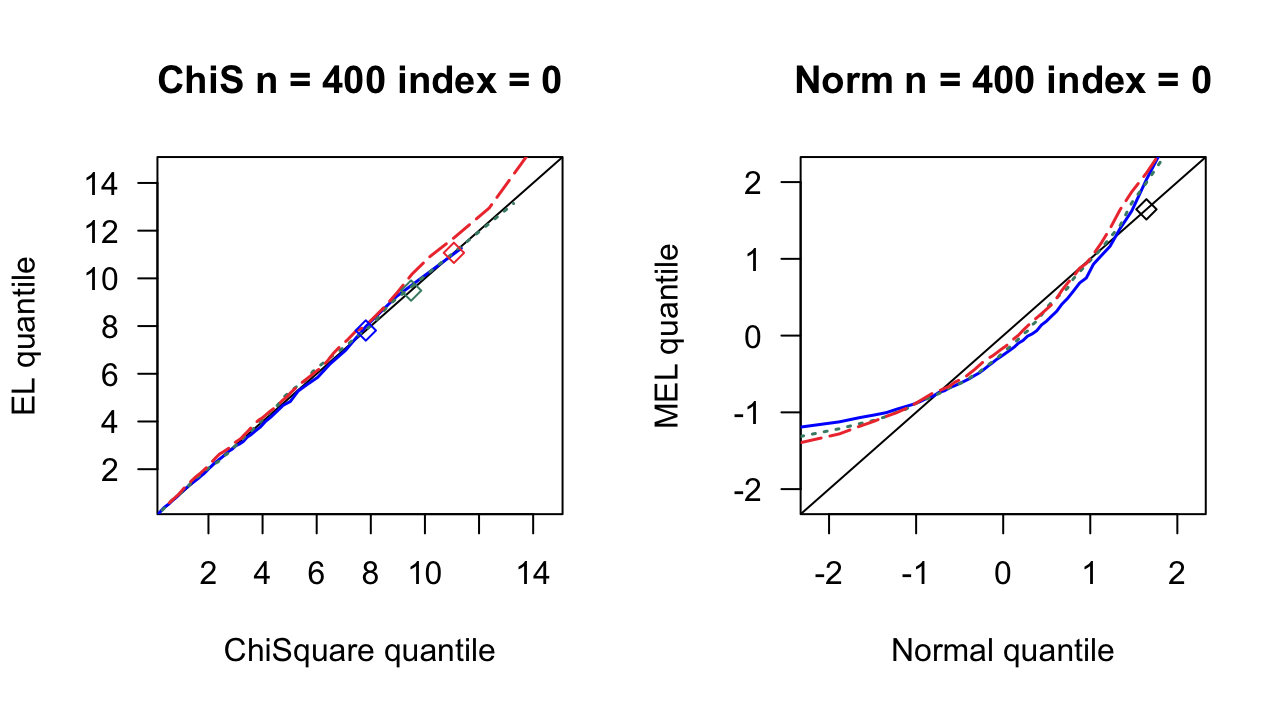 ChiS n = 400 index = 0
EL quantile
14
12
10
8
6
4
2
2 4 6 8 10 14
ChiSquare quantile
Norm n = 400 index = 0
MEL quantile
2
1
0
-1
-2
-2 -1 0 1 2
Normal quantile